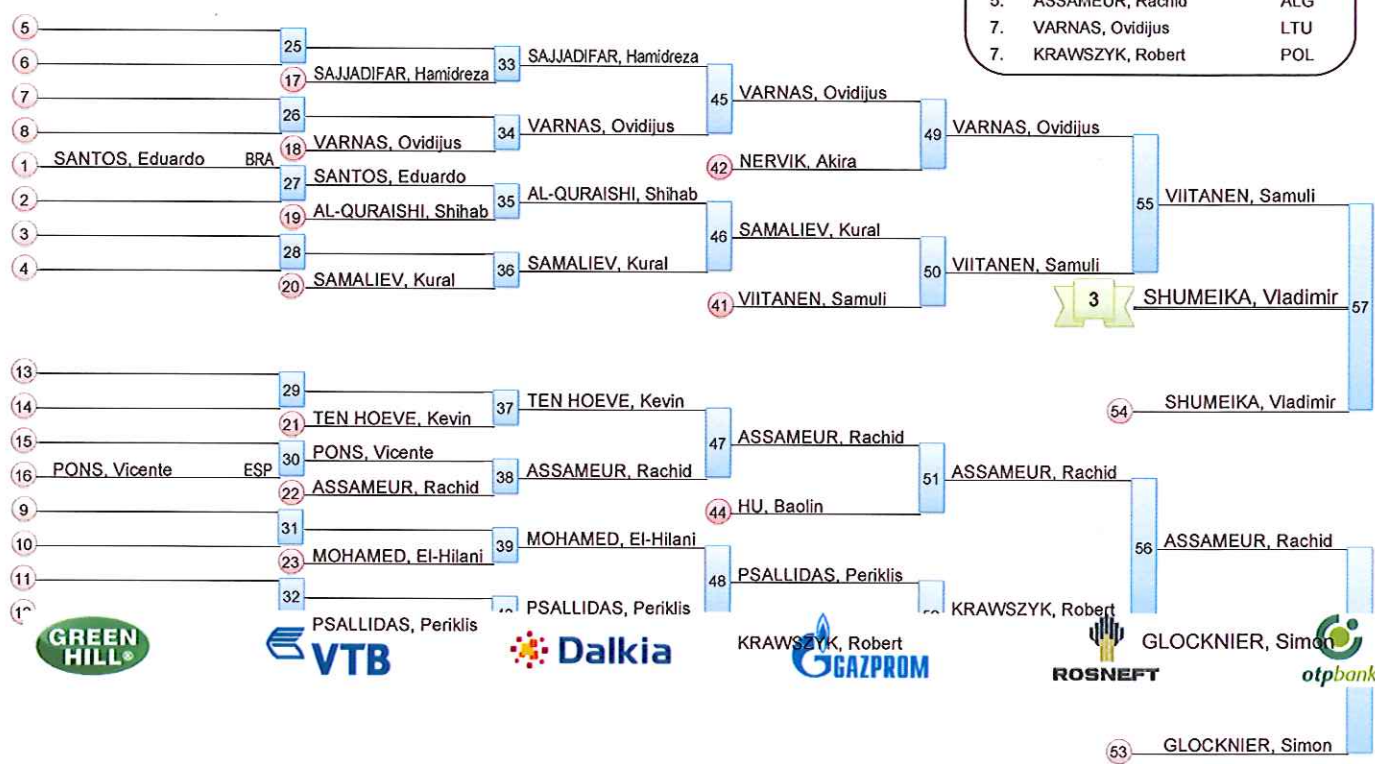 5. ASSAMEUR, Rachid ALG
7. VARNAS, Ovidijus LTU
7. KRAWSZYK, Robert POL
5
25
33 SAJJADIFAR, Hamidreza
6
17 SAJJADIFAR, Hamidreza
45 VARNAS, Ovidijus
7
26
34 VARNAS, Ovidijus
49 VARNAS, Ovidijus
8
18 VARNAS, Ovidijus
1 SANTOS, Eduardo BRA
42 NERVIK, Akira
27 SANTOS, Eduardo
35 AL-QURAISHI, Shihab
55 VIITANEN, Samuli
2
19 AL-QURAISHI, Shihab
3
46 SAMALIEV, Kural
28
36 SAMALIEV, Kural
50 VIITANEN, Samuli
4
20 SAMALIEV, Kural
41 VIITANEN, Samuli
3 SHUMEIKA, Vladimir
57
13
29
37 TEN HOEVE, Kevin
14
21 TEN HOEVE, Kevin
54 SHUMEIKA, Vladimir
15
47 ASSAMEUR, Rachid
30 PONS, Vicente
16 PONS, Vicente ESP
38 ASSAMEUR, Rachid
51 ASSAMEUR, Rachid
22 ASSAMEUR, Rachid
9
44 HU, Baolin
31
10
39 MOHAMED, El-Hilani
56 ASSAMEUR, Rachid
23 MOHAMED, El-Hilani
11
48 PSALLIDAS, Periklis
32
PSALLIDAS, Periklis
KRAWSZYK, Robert
PSALLIDAS, Periklis
KRAWSZYK, Robert
GLOCKNIER, Simon
GREEN HILL®
VTB
Dalkia
GAZPROM
ROSNEFT
otpbank
53 GLOCKNIER, Simon